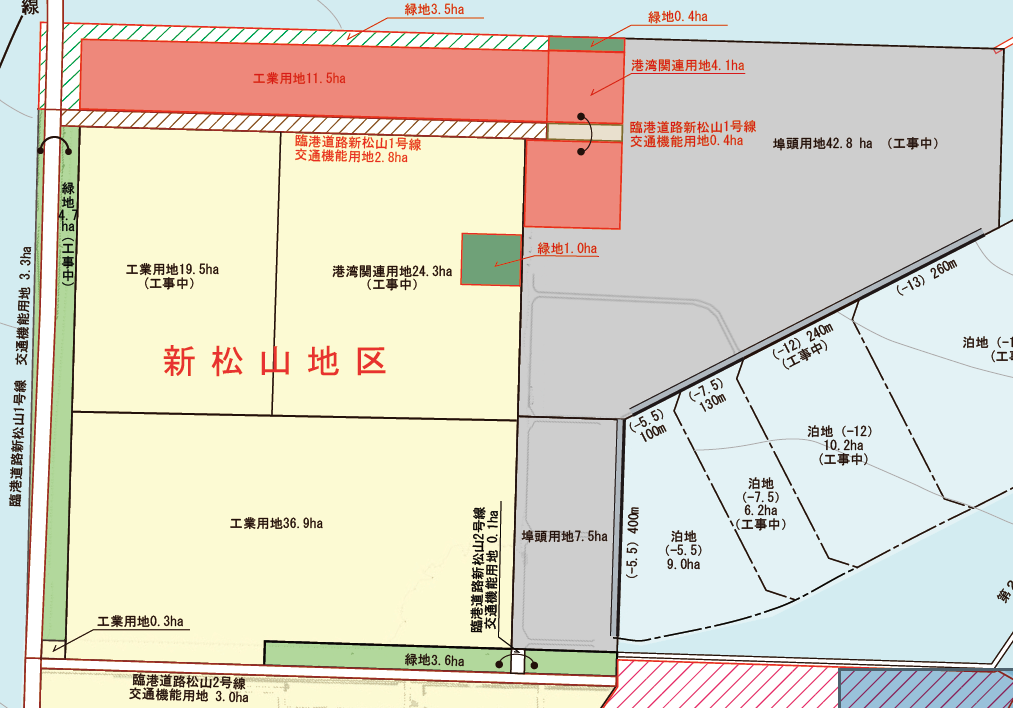 線
緑地3.5ha
緑地0.4ha
工業用地11.5ha
港湾関連用地4.1ha
臨港道路新松山1号線
交通機能用地2.8ha
臨港道路新松山1号線
交通機能用地0.4ha
埠頭用地42.8 ha （工事中）
緑地4.7ha（工事中）
工業用地19.5ha
（工事中）
港湾関連用地24.3ha
（工事中）
緑地1.0ha
臨港道路新松山1号線 交通機能用地 3.3ha
新松山地区
(-13) 260m
(-12) 240m
（工事中）
(-7.5)
130m
(-5.5)
100m
泊地（-1
（工
泊地（-12）
10.2ha
（工事中）
泊地
（-7.5）
6.2ha
（工事中）
泊地
（-5.5）
9.0ha
(-5.5) 400m
工業用地36.9ha
臨港道路新松山2号線
交通機能用地 0.1ha
埠頭用地7.5ha
工業用地0.3ha
緑地3.6ha
臨港道路新松山2号線
交通機能用地 3.0ha
第2